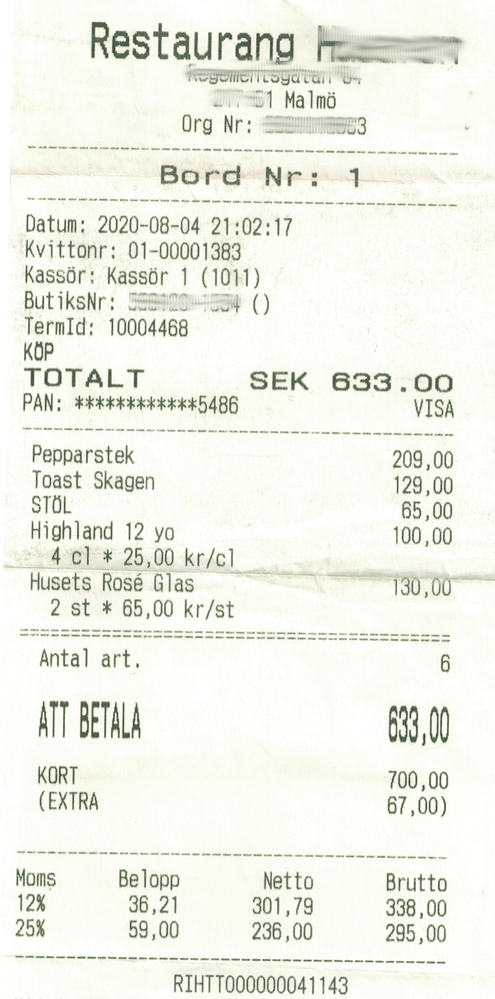 Restaurang
Malmö
Org Nr:
Bord Nr: 1
Datum: 2020-08-04 21:02:17
Kvittonr: 01-00001383
Kassör: Kassör 1 (1011)
ButiksNr: ()
TermId: 10004468
KÖP
TOTALT SEK 633.00
PAN: ************5486 VISA
Pepparstek 209,00
Toast Skagen 129,00
STÖL 65,00
Highland 12 yo 100,00
4 cl * 25,00 kr/cl
Husets Rosé Glas 130,00
2 st * 65,00 kr/st
Antal art. 6
ATT BETALA 633,00
KORT 700,00
(EXTRA 67,00)
Moms Belopp Netto Brutto
12% 36,21 301,79 338,00
25% 59,00 236,00 295,00
RIHTT000000041143